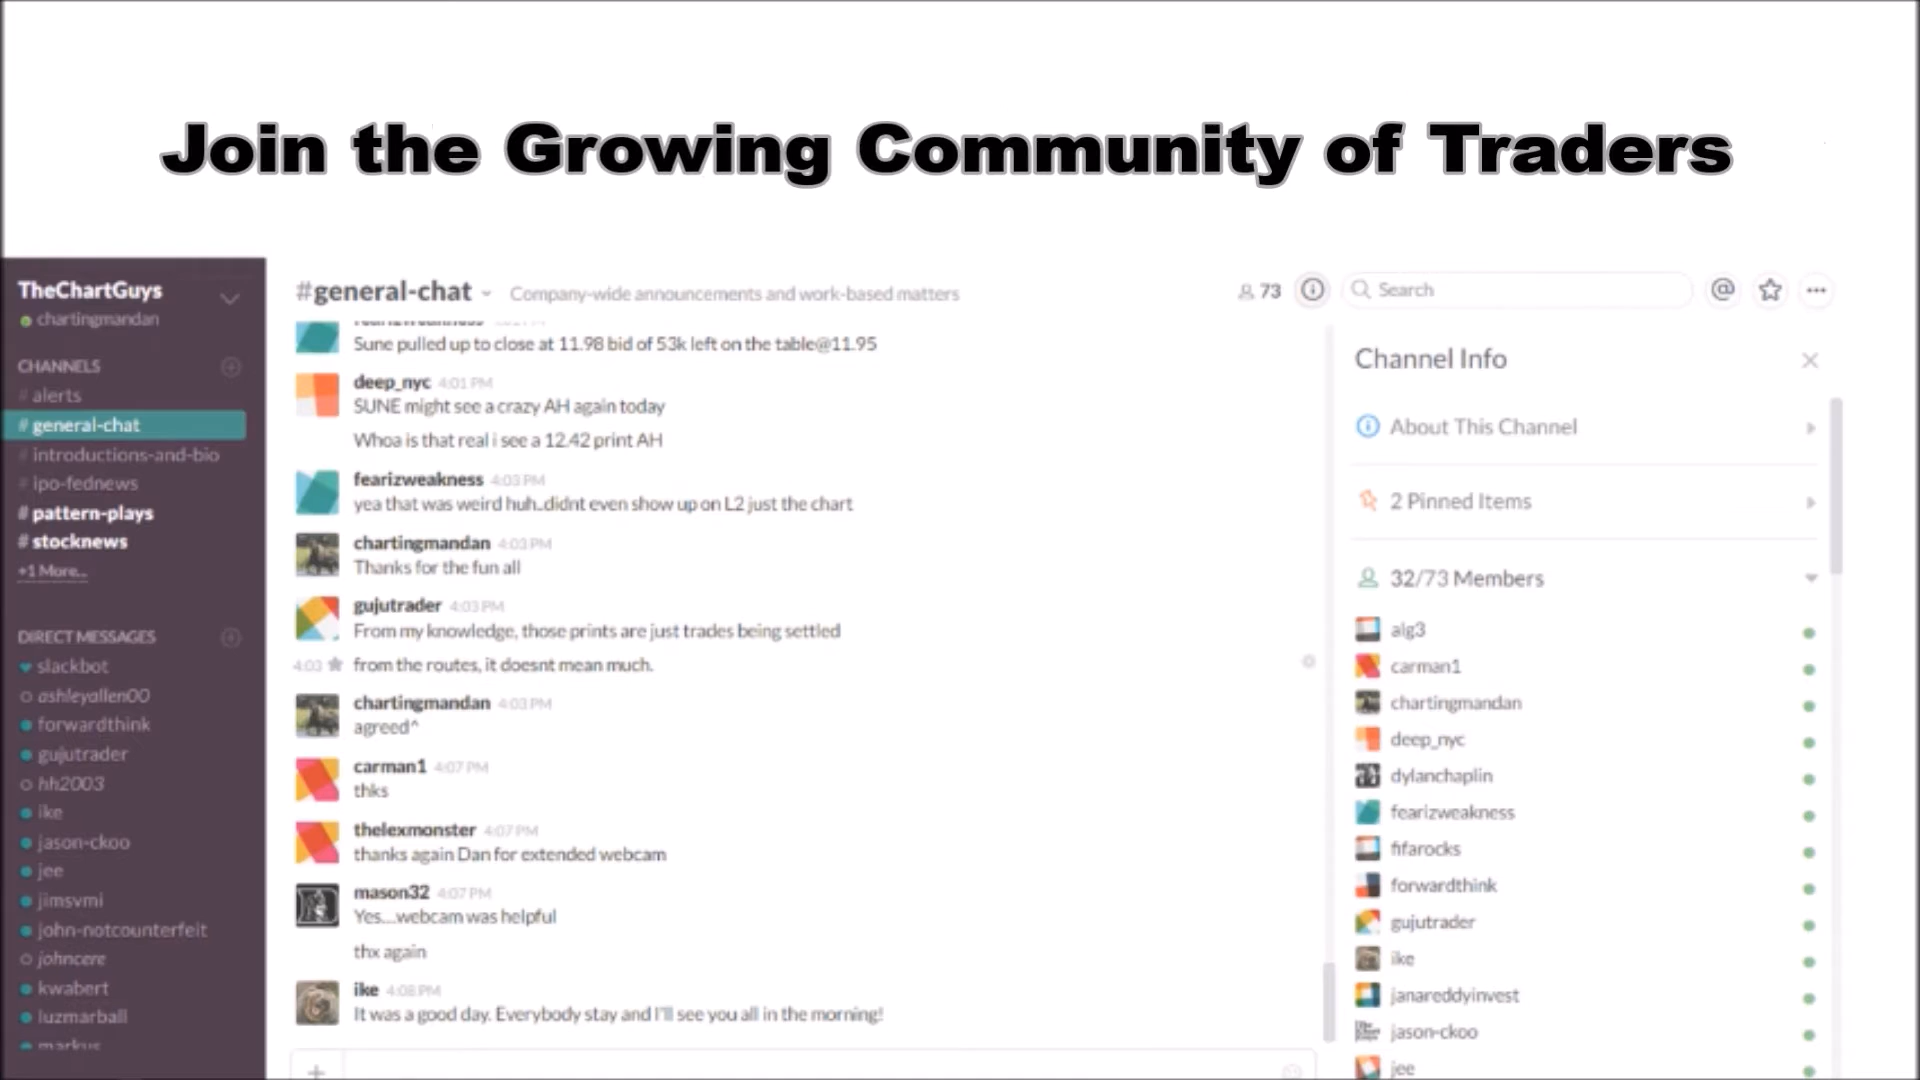 Join the Growing Community of Traders
TheChartGuys
chartingmandan
CHANNELS
# alerts
# general-chat
# introductions-and-bio
# ipo-fednews
# pattern-plays
# stocknews
+1 More...
DIRECT MESSAGES
slackbot
ashleyallen00
forwardthink
gujutrader
hh2003
ike
jason-ckoo
jee
jimsvmi
john-notcounterfeit
johncere
kwabert
luzmarball
markus
#general-chat Company-wide announcements and work-based matters
73
Search
fearizweakness
Sune pulled up to close at 11.98 bid of 53k left on the table@11.95
deep_nyc 4:01 PM
SUNE might see a crazy AH again today
Whoa is that real i see a 12.42 print AH
fearizweakness 4:03 PM
yea that was weird huh..didnt even show up on L2 just the chart
chartingmandan 4:03 PM
Thanks for the fun all
gujutrader 4:03 PM
From my knowledge, those prints are just trades being settled
4:03 from the routes, it doesnt mean much.
chartingmandan 4:03 PM
agreed^
carman1 4:07 PM
thks
thelexmonster 4:07 PM
thanks again Dan for extended webcam
mason32 4:07 PM
Yes....webcam was helpful
thx again
ike 4:08 PM
It was a good day. Everybody stay and I'll see you all in the morning!
Channel Info
About This Channel
2 Pinned Items
32/73 Members
alg3
carman1
chartingmandan
deep_nyc
dylanchaplin
fearizweakness
fifarocks
forwardthink
gujutrader
ike
janareddyinvest
jason-ckoo
jee